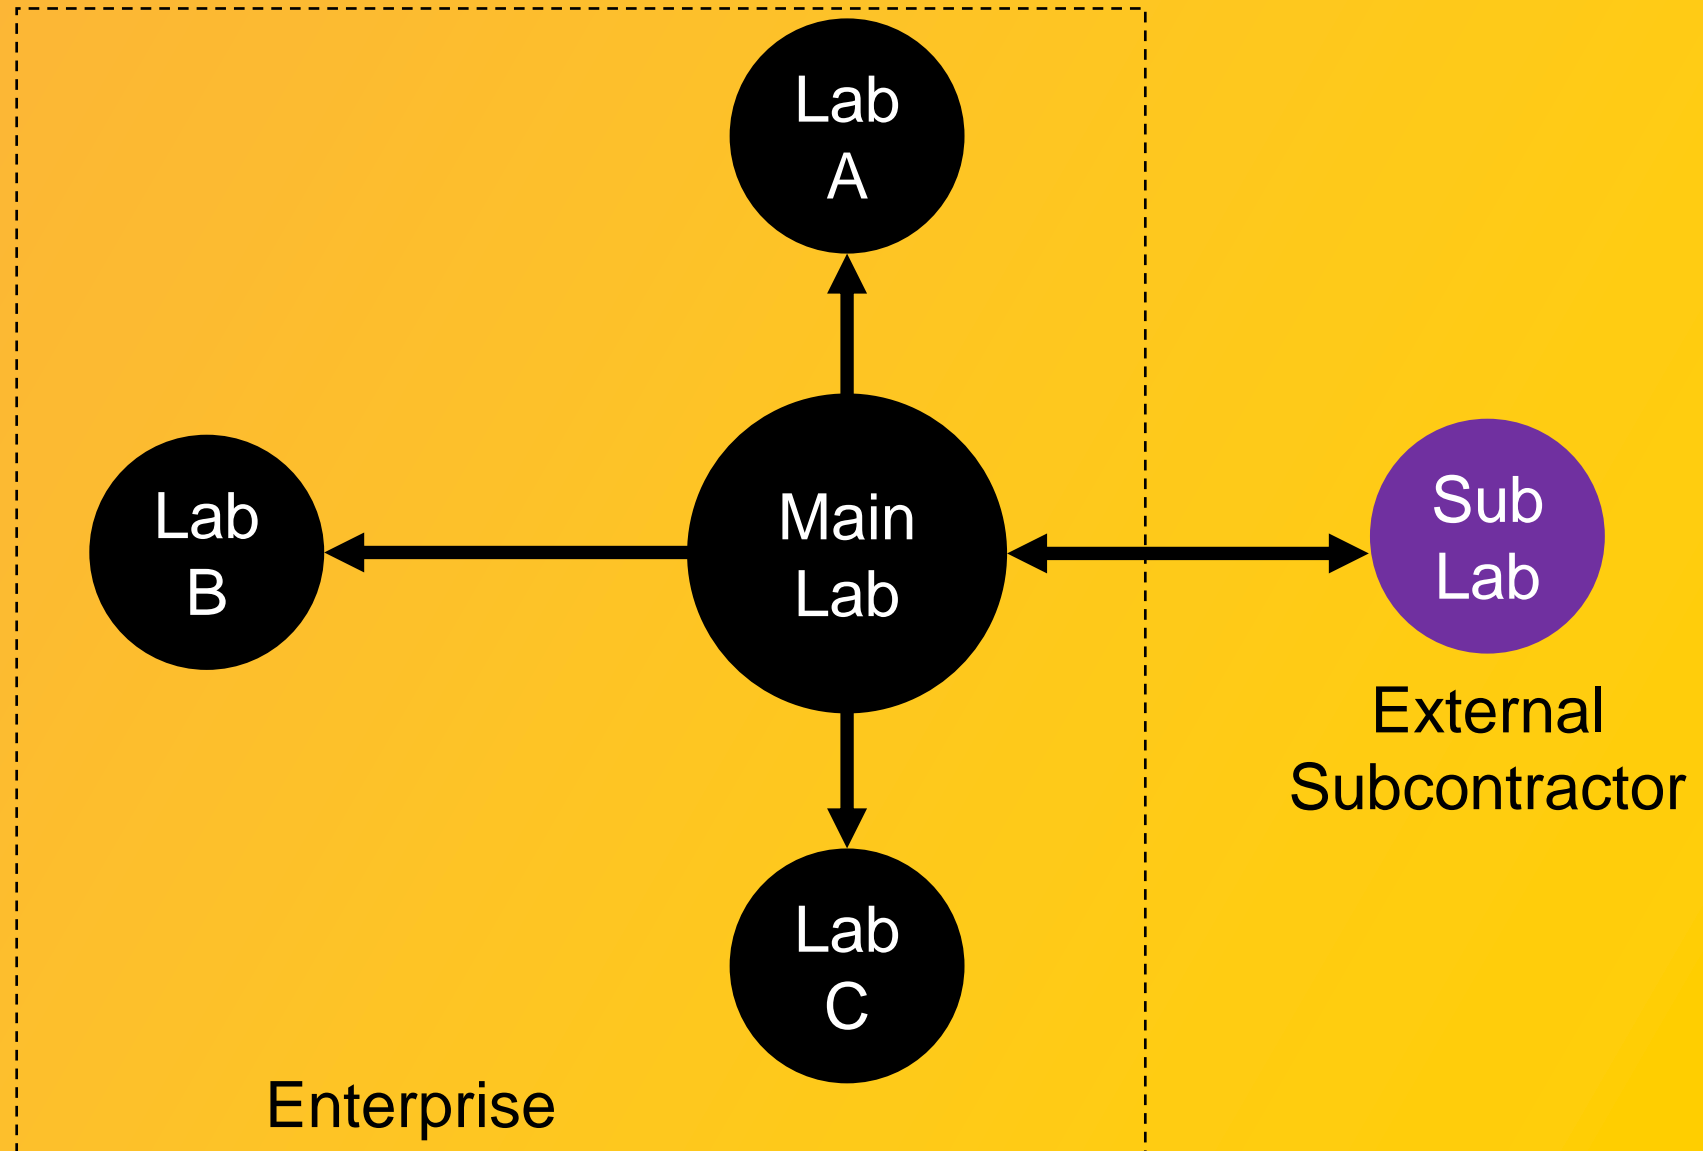 Lab
A
Lab
B
Main
Lab
Sub
Lab
External
Subcontractor
Lab
C
Enterprise